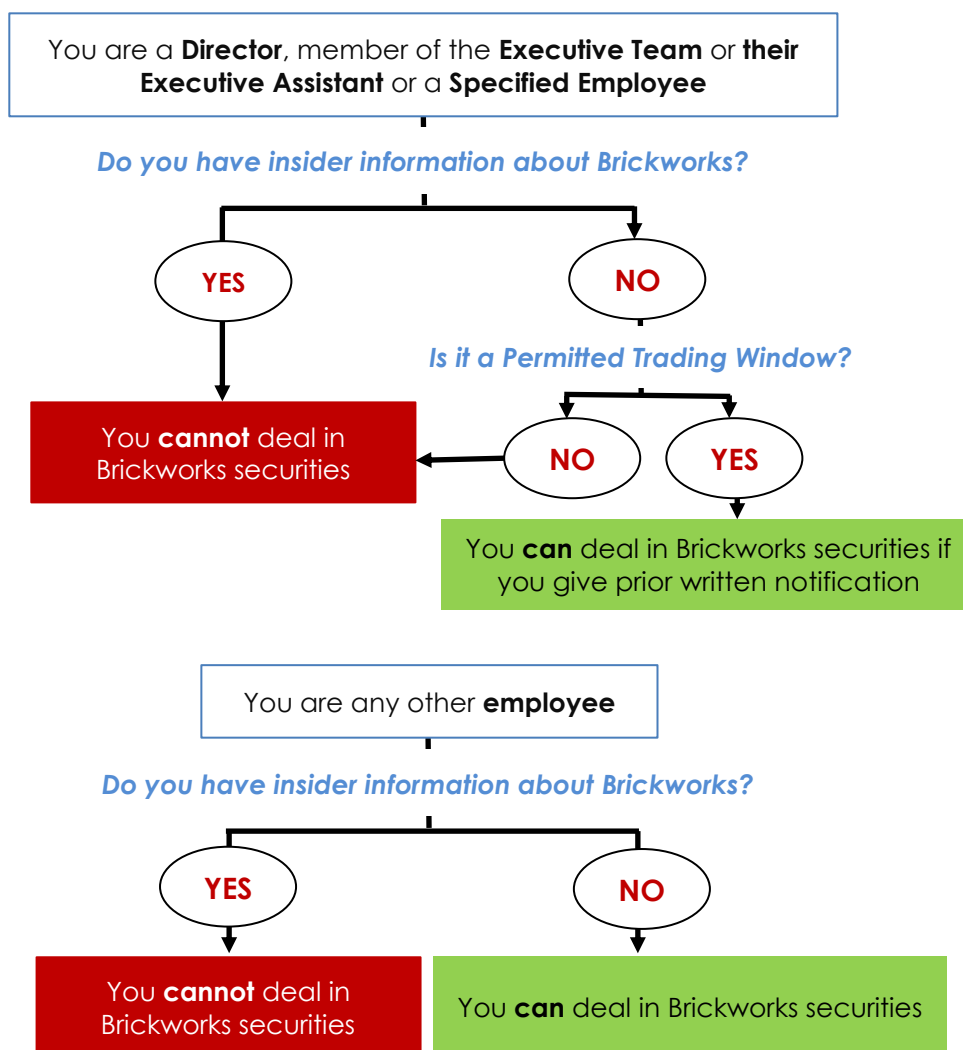 You are a Director, member of the Executive Team or their
Executive Assistant or a Specified Employee
Do you have insider information about Brickworks?
YES
NO
Is it a Permitted Trading Window?
You cannot deal in
Brickworks securities
NO
YES
You can deal in Brickworks securities if
you give prior written notification
You are any other employee
Do you have insider information about Brickworks?
YES
NO
You cannot deal in
Brickworks securities
You can deal in Brickworks securities